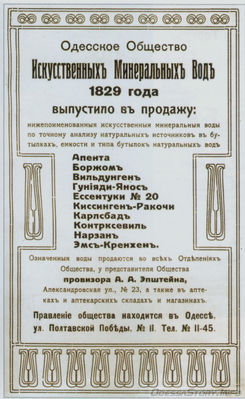 Одесское Общество
Искусственныхъ Минеральныхъ Водъ
1829 года
выпустило въ продажу:
нижепоименованныя искусственныя минеральныя воды
по точному анализу натуральныхъ источниковъ въ бу-
тылкахъ, емкости и типа бутылокъ натуральныхъ водъ
Апента
Боржомъ
Вильдунгенъ
Гуніяди-Яносъ
Ессентуки № 20
Киссингенъ-Ракочи
Карлсбадъ
Контрксевиль
Нарзанъ
Эмсъ-Кренхенъ.
Означенныя воды продаются во всѣхъ Отдѣленіяхъ
Общества, у представителя Общества
провизора А. А. Эпштейна,
Александровская ул., № 23, а также въ апте-
кахъ и аптекарскихъ складахъ и магазинахъ.
Правленіе общества находится въ Одессѣ.
ул. Полтавской Побѣды. № 11. Тел. № 11-45.